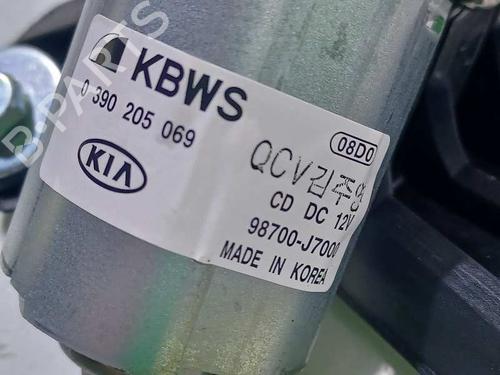 KBWS
0 390 205 069
08D0
KIA
QCV김주영
CD DC 12V
98700-J7000
MADE IN KOREA